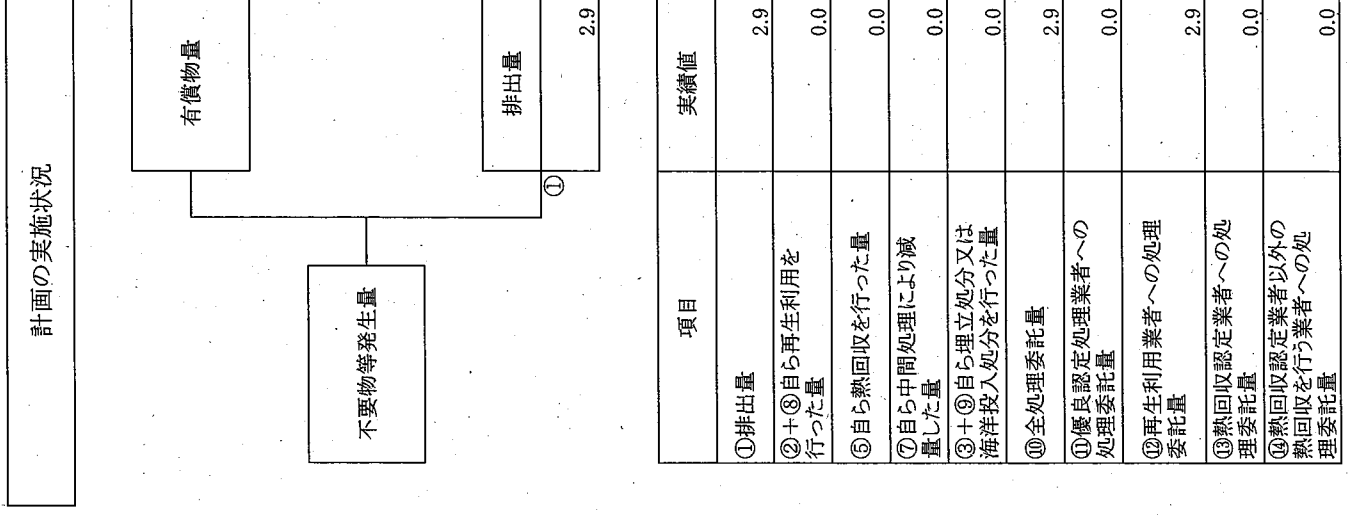 計画の実施状況
有償物量
不要物等発生量
排出量
①
2.9
項目
実績値
①排出量
2.9
②+⑧自ら再生利用を
行った量
0.0
⑤自ら熱回収を行った量
0.0
⑦自ら中間処理により減
量した量
0.0
③+⑨自ら埋立処分又は
海洋投入処分を行った量
0.0
⑩全処理委託量
2.9
⑪優良認定処理業者への
処理委託量
0.0
⑫再生利用業者への処理
委託量
2.9
⑬熱回収認定業者への処
理委託量
0.0
⑭熱回収認定業者以外の
熱回収を行う業者への処
理委託量
0.0